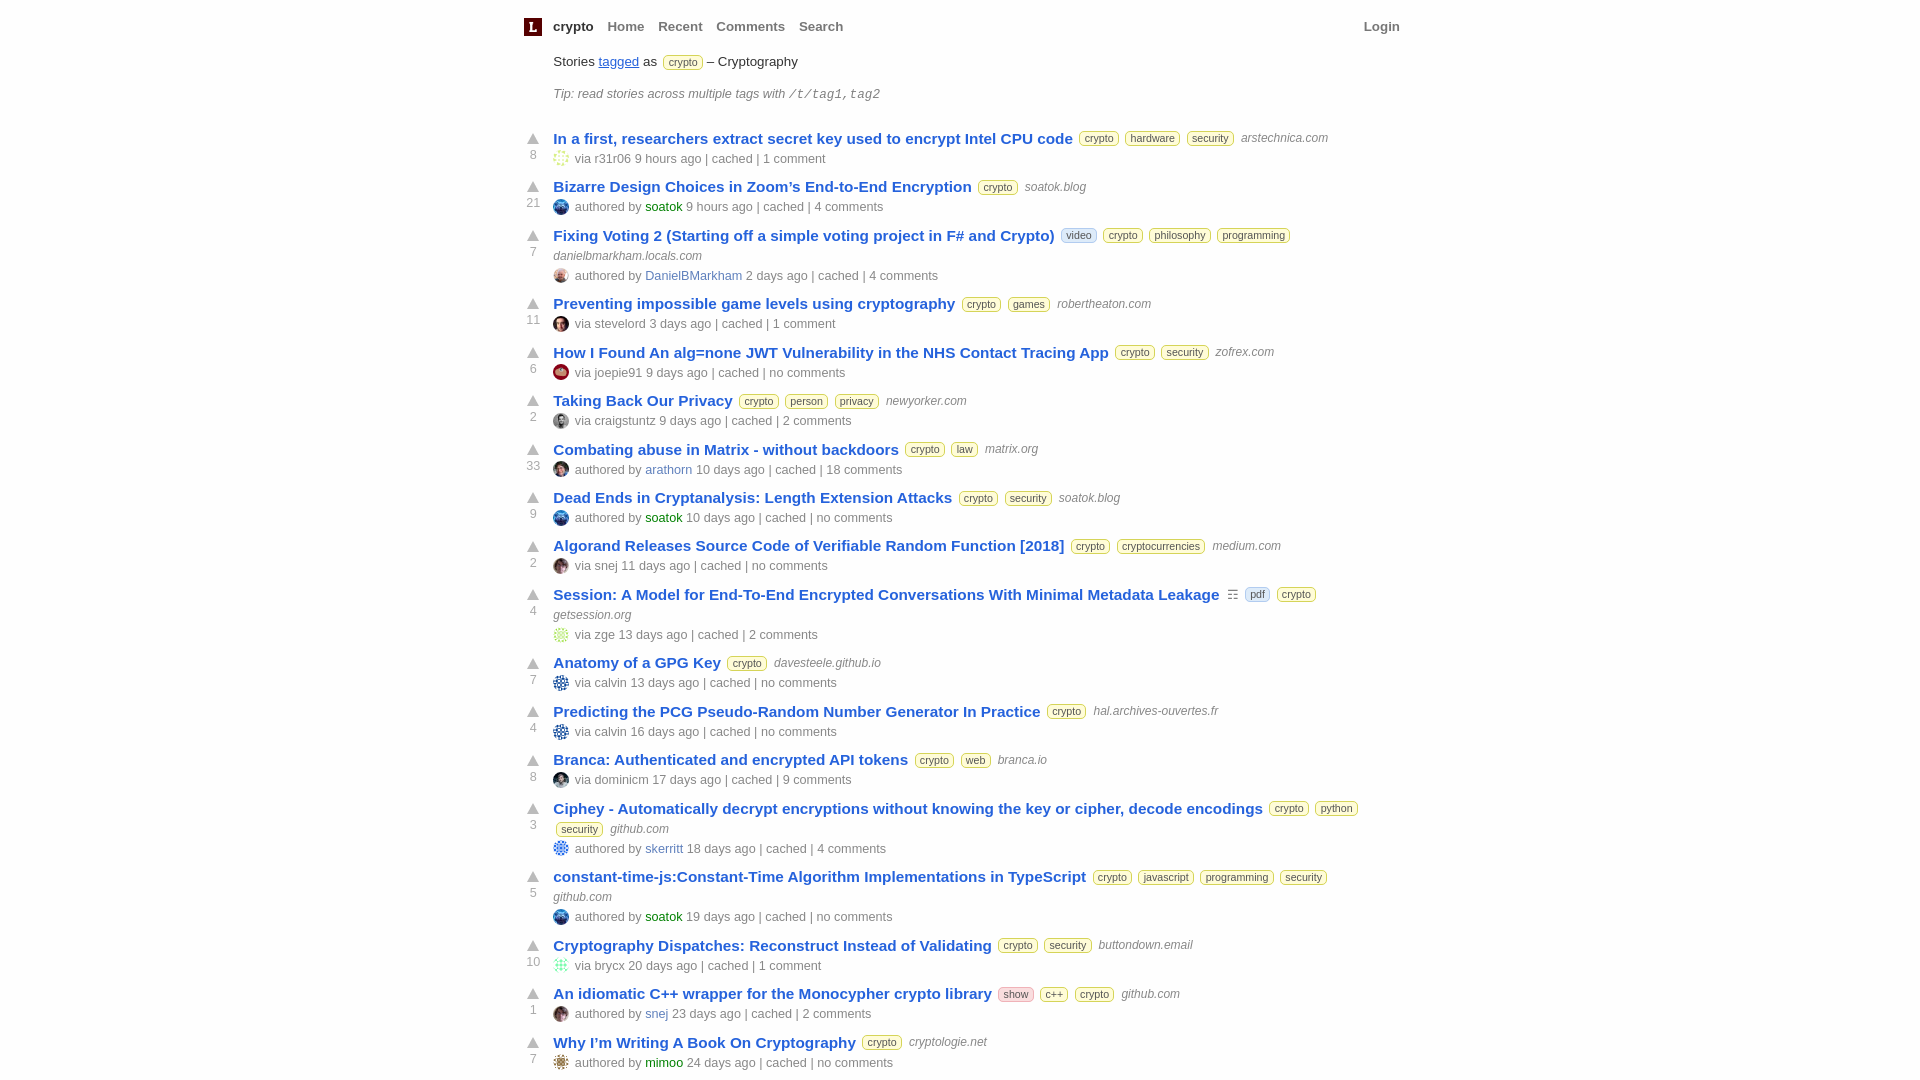 L crypto Home Recent Comments Search Login
Stories tagged as crypto – Cryptography
Tip: read stories across multiple tags with /t/tag1,tag2
In a first, researchers extract secret key used to encrypt Intel CPU code crypto hardware security arstechnica.com
8 via r31r06 9 hours ago | cached | 1 comment
Bizarre Design Choices in Zoom’s End-to-End Encryption crypto soatok.blog
21 authored by soatok 9 hours ago | cached | 4 comments
Fixing Voting 2 (Starting off a simple voting project in F# and Crypto) video crypto philosophy programming
7 danielbmarkham.locals.com
authored by DanielBMarkham 2 days ago | cached | 4 comments
Preventing impossible game levels using cryptography crypto games robertheaton.com
11 via stevelord 3 days ago | cached | 1 comment
How I Found An alg=none JWT Vulnerability in the NHS Contact Tracing App crypto security zofrex.com
6 via joepie91 9 days ago | cached | no comments
Taking Back Our Privacy crypto person privacy newyorker.com
2 via craigstuntz 9 days ago | cached | 2 comments
Combating abuse in Matrix - without backdoors crypto law matrix.org
33 authored by arathorn 10 days ago | cached | 18 comments
Dead Ends in Cryptanalysis: Length Extension Attacks crypto security soatok.blog
9 authored by soatok 10 days ago | cached | no comments
Algorand Releases Source Code of Verifiable Random Function [2018] crypto cryptocurrencies medium.com
2 via snej 11 days ago | cached | no comments
Session: A Model for End-To-End Encrypted Conversations With Minimal Metadata Leakage ☶ pdf crypto
4 getsession.org
via zge 13 days ago | cached | 2 comments
Anatomy of a GPG Key crypto davesteele.github.io
7 via calvin 13 days ago | cached | no comments
Predicting the PCG Pseudo-Random Number Generator In Practice crypto hal.archives-ouvertes.fr
4 via calvin 16 days ago | cached | no comments
Branca: Authenticated and encrypted API tokens crypto web branca.io
8 via dominicm 17 days ago | cached | 9 comments
Ciphey - Automatically decrypt encryptions without knowing the key or cipher, decode encodings crypto python
3 security github.com
authored by skerritt 18 days ago | cached | 4 comments
constant-time-js:Constant-Time Algorithm Implementations in TypeScript crypto javascript programming security
5 github.com
authored by soatok 19 days ago | cached | no comments
Cryptography Dispatches: Reconstruct Instead of Validating crypto security buttondown.email
10 via brycx 20 days ago | cached | 1 comment
An idiomatic C++ wrapper for the Monocypher crypto library show c++ crypto github.com
1 authored by snej 23 days ago | cached | 2 comments
Why I’m Writing A Book On Cryptography crypto cryptologie.net
7 authored by mimoo 24 days ago | cached | no comments